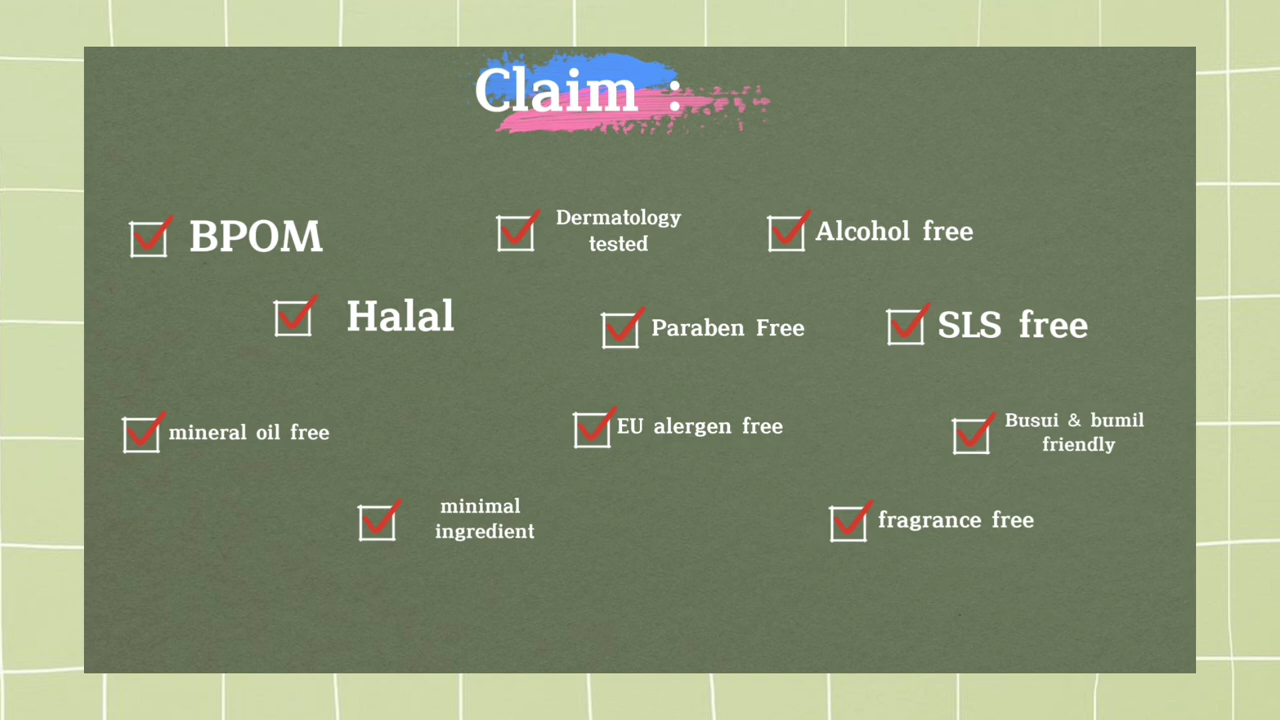 Claim :
BPOM
Dermatology
tested
Alcohol free
Halal
Paraben Free
SLS free
mineral oil free
EU alergen free
Busui & bumil
friendly
minimal
ingredient
fragrance free